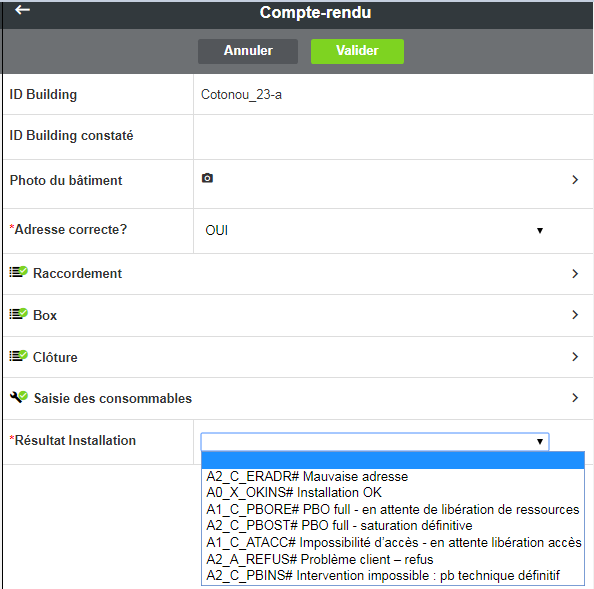 Compte-rendu
Annuler Valider
ID Building Cotonou_23-a
ID Building constaté
Photo du bâtiment
*Adresse correcte? OUI
Raccordement
Box
Clôture
Saisie des consommables
*Résultat Installation
A2_C_ERADR# Mauvaise adresse
A0_X_OKINS# Installation OK
A1_C_PBORE# PBO full - en attente de libération de ressources
A2_C_PBOST# PBO full - saturation définitive
A1_C_ATACC# Impossibilité d'accès - en attente libération accès
A2_A_REFUS# Problème client – refus
A2_C_PBINS# Intervention impossible : pb technique définitif